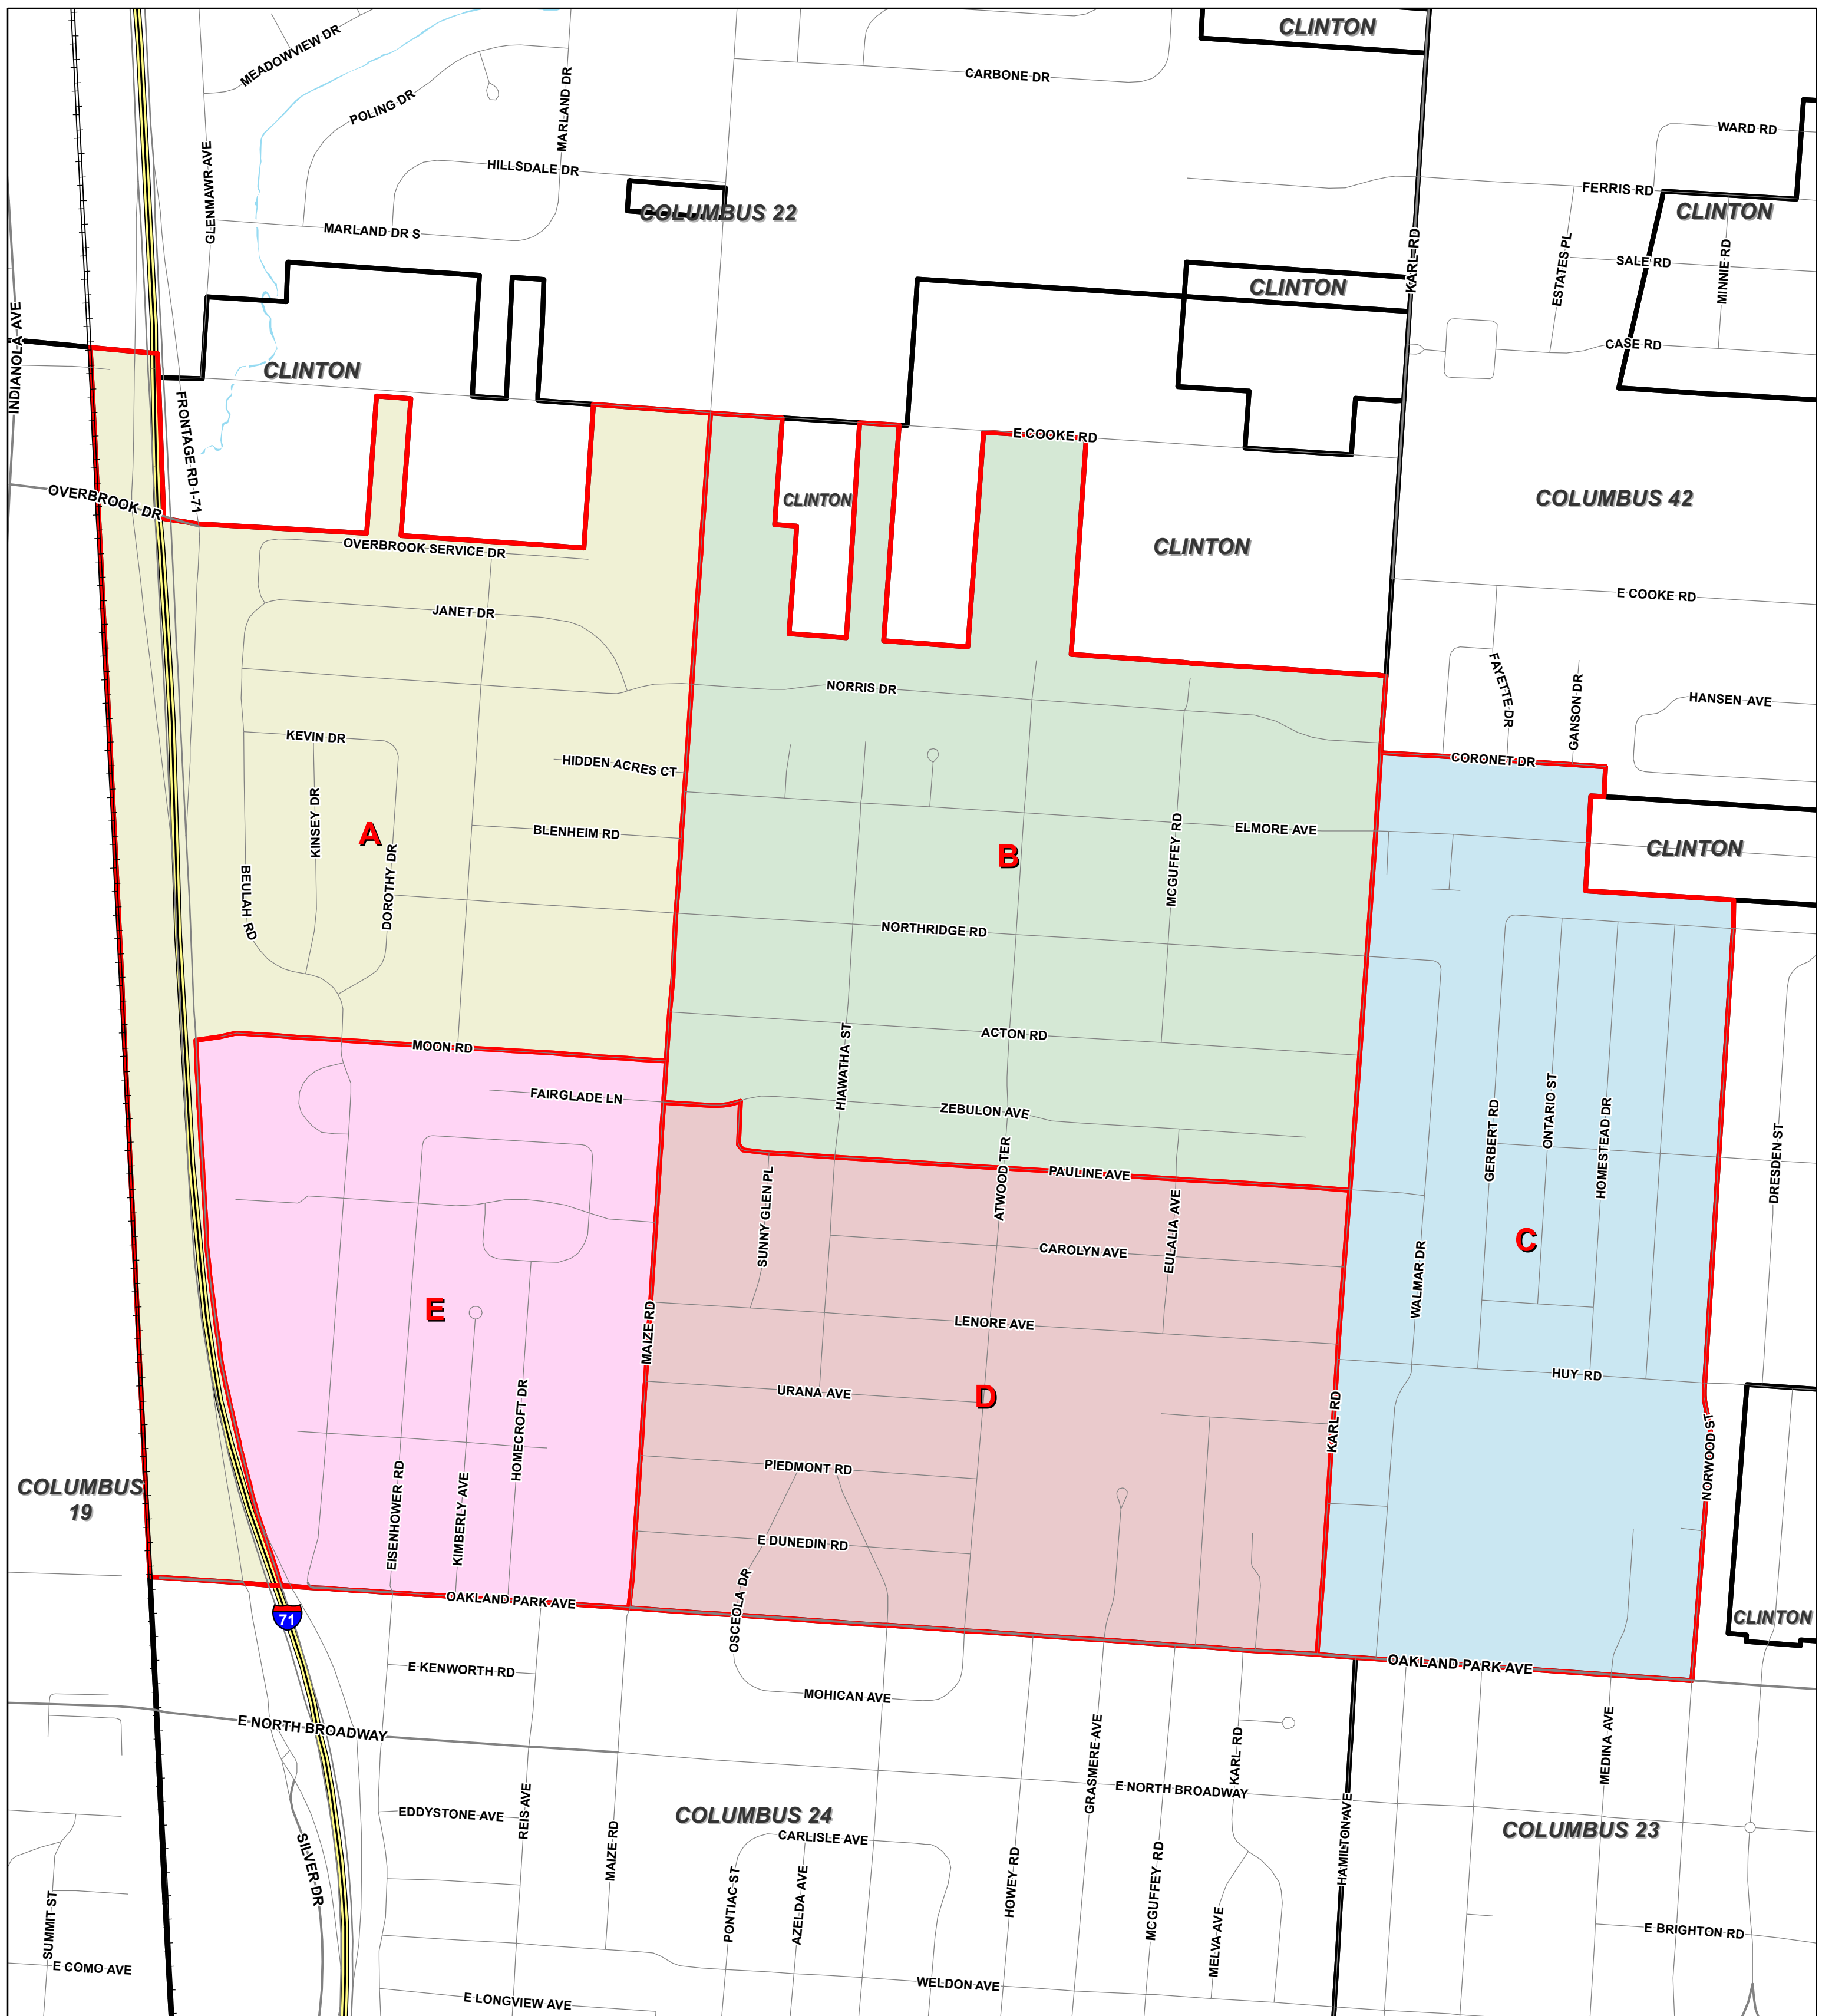 CLINTON
MEADOWVIEW DR
CARBONE DR
POLING DR
MARLAND DR
WARD RD
HILLSDALE DR
GLENMAWR AVE
FERRIS RD
CLINTON
COLUMBUS 22
MARLAND DR S
KARL RD
ESTATES PL
SALE RD
MINNIE RD
CLINTON
INDIANOLA AVE
CASE RD
CLINTON
FRONTAGE RD I-71
E COOKE RD
OVERBROOK DR
CLINTON
COLUMBUS 42
CLINTON
OVERBROOK SERVICE DR
E COOKE RD
JANET DR
NORRIS DR
FAYETTE DR
GANSON DR
HANSEN AVE
KEVIN DR
HIDDEN ACRES CT
CORONET DR
KINSEY DR
A
BLENHEIM RD
B
MCGUFFEY RD
ELMORE AVE
CLINTON
BEULAH RD
DOROTHY DR
NORTHRIDGE RD
MOON RD
HIAWATHA ST
ACTON RD
FAIRGLADE LN
ZEBULON AVE
GERBERT RD
ONTARIO ST
HOMESTEAD DR
DRESDEN ST
SUNNY GLEN PL
ATWOOD TER
PAULINE AVE
EULALIA AVE
CAROLYN AVE
C
WALMAR DR
E
MAIZE RD
LENORE AVE
HUY RD
URANA AVE
D
HOMECROFT DR
KARL RD
NORWOOD ST
PIEDMONT RD
COLUMBUS
19
EISENHOWER RD
KIMBERLY AVE
E DUNEDIN RD
OSCEOLA DR
OAKLAND PARK AVE
71
CLINTON
E KENWORTH RD
OAKLAND PARK AVE
MOHICAN AVE
E NORTH BROADWAY
GRASMERE AVE
KARL RD
MEDINA AVE
E NORTH BROADWAY
EDDYSTONE AVE
REIS AVE
COLUMBUS 24
COLUMBUS 23
SILVER DR
MAIZE RD
CARLISLE AVE
HAMILTON AVE
PONTIAC ST
AZELDA AVE
HOWEY RD
MCGUFFEY RD
MELVA AVE
SUMMIT ST
E BRIGHTON RD
E COMO AVE
WELDON AVE
E LONGVIEW AVE